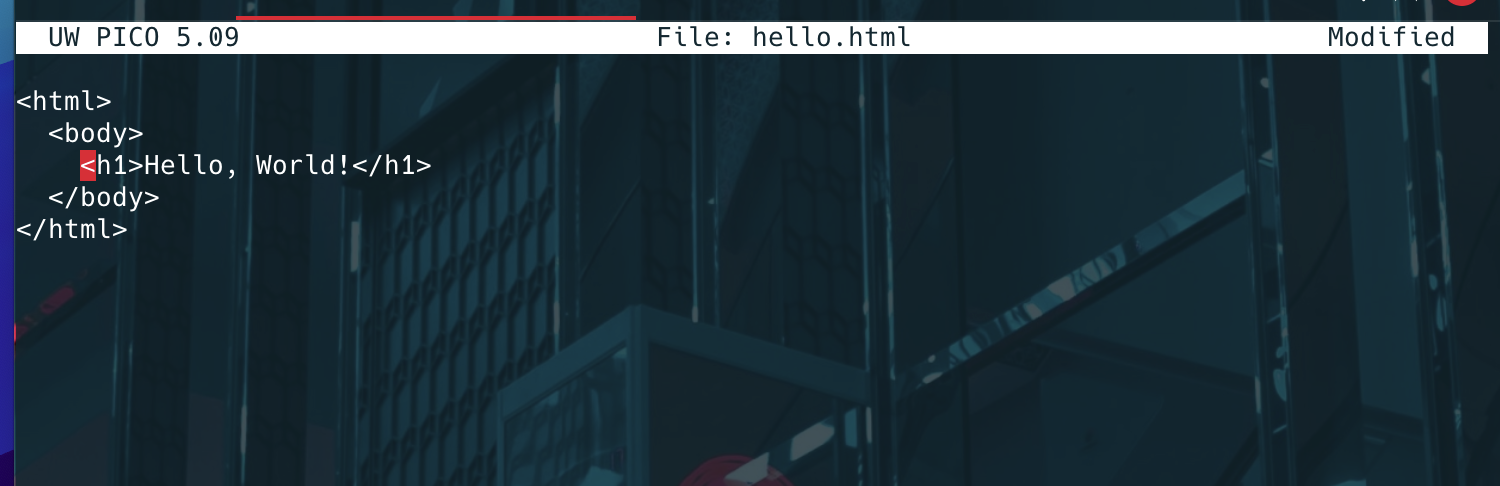 UW PICO 5.09 File: hello.html Modified
<html>
  <body>
    <h1>Hello, World!</h1>
  </body>
</html>